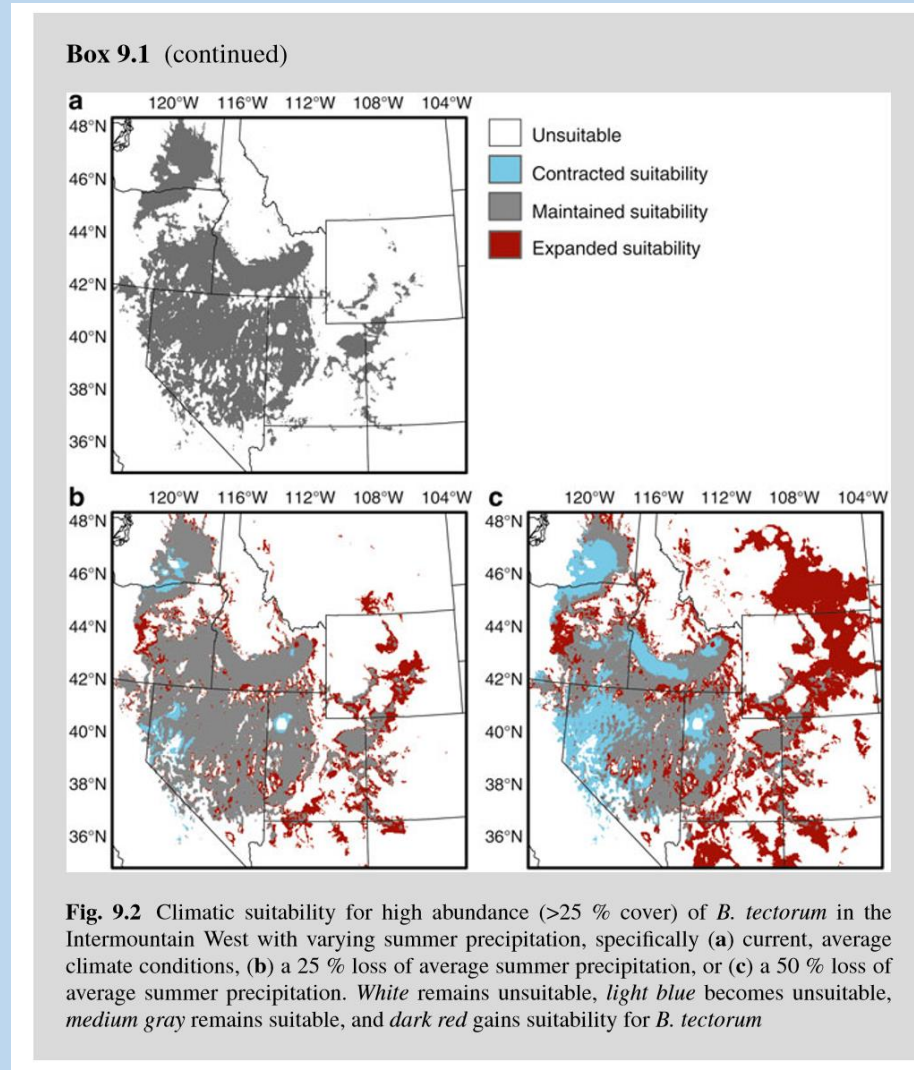 Box 9.1 (continued)
a
120°W 116°W 112°W 108°W 104°W
48°N
46°N
44°N
42°N
40°N
38°N
36°N
Unsuitable
Contracted suitability
Maintained suitability
Expanded suitability
b
120°W 116°W 112°W 108°W 104°W
48°N
46°N
44°N
42°N
40°N
38°N
36°N
c
120°W 116°W 112°W 108°W 104°W
48°N
46°N
44°N
42°N
40°N
38°N
36°N
Fig. 9.2 Climatic suitability for high abundance (>25 % cover) of B. tectorum in the
Intermountain West with varying summer precipitation, specifically (a) current, average
climate conditions, (b) a 25 % loss of average summer precipitation, or (c) a 50 % loss of
average summer precipitation. White remains unsuitable, light blue becomes unsuitable,
medium gray remains suitable, and dark red gains suitability for B. tectorum